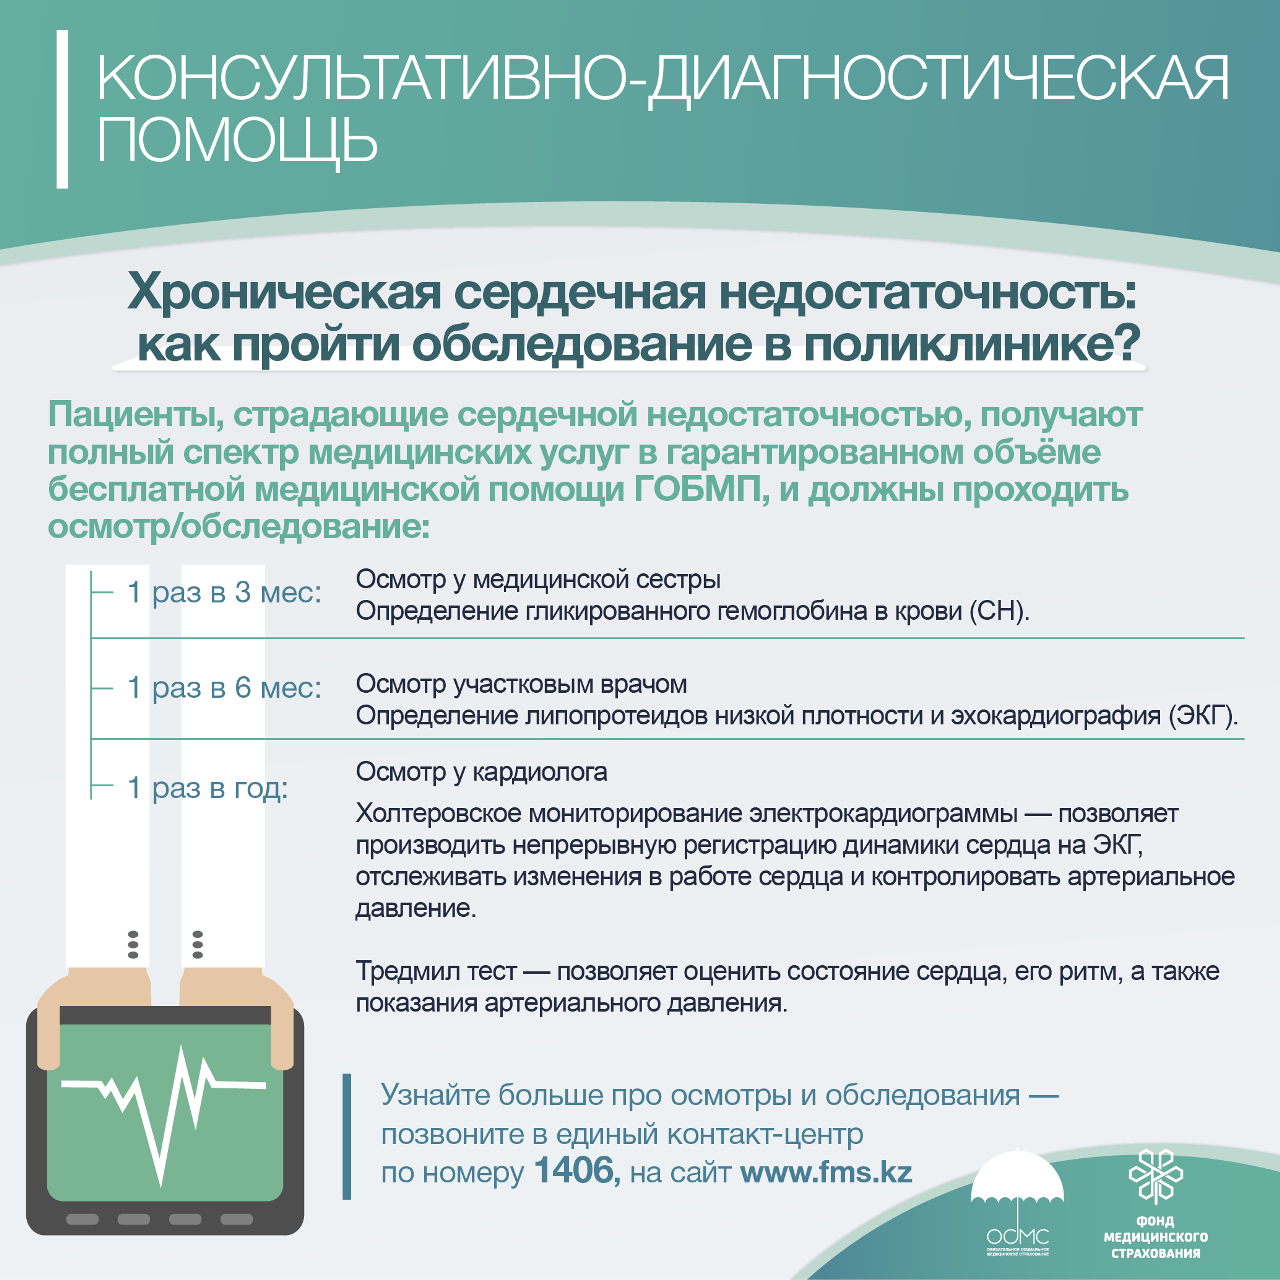 КОНСУЛЬТАТИВНО-ДИАГНОСТИЧЕСКАЯ
ПОМОЩЬ
Хроническая сердечная недостаточность:
как пройти обследование в поликлинике?
Пациенты, страдающие сердечной недостаточностью, получают
полный спектр медицинских услуг в гарантированном объёме
бесплатной медицинской помощи ГОБМП, и должны проходить
осмотр/обследование:
1 раз в 3 мес:
Осмотр у медицинской сестры
Определение гликированного гемоглобина в крови (СН).
1 раз в 6 мес:
Осмотр участковым врачом
Определение липопротеидов низкой плотности и эхокардиография (ЭКГ).
1 раз в год:
Осмотр у кардиолога
Холтеровское мониторирование электрокардиограммы — позволяет
производить непрерывную регистрацию динамики сердца на ЭКГ,
отслеживать изменения в работе сердца и контролировать артериальное
давление.
Тредмил тест — позволяет оценить состояние сердца, его ритм, а также
показания артериального давления.
Узнайте больше про осмотры и обследования —
позвоните в единый контакт-центр
по номеру 1406, на сайт www.fms.kz
осмс
ОБЯЗАТЕЛЬНОЕ СОЦИАЛЬНОЕ
МЕДИЦИНСКОЕ СТРАХОВАНИЕ
ФОНД
МЕДИЦИНСКОГО
СТРАХОВАНИЯ